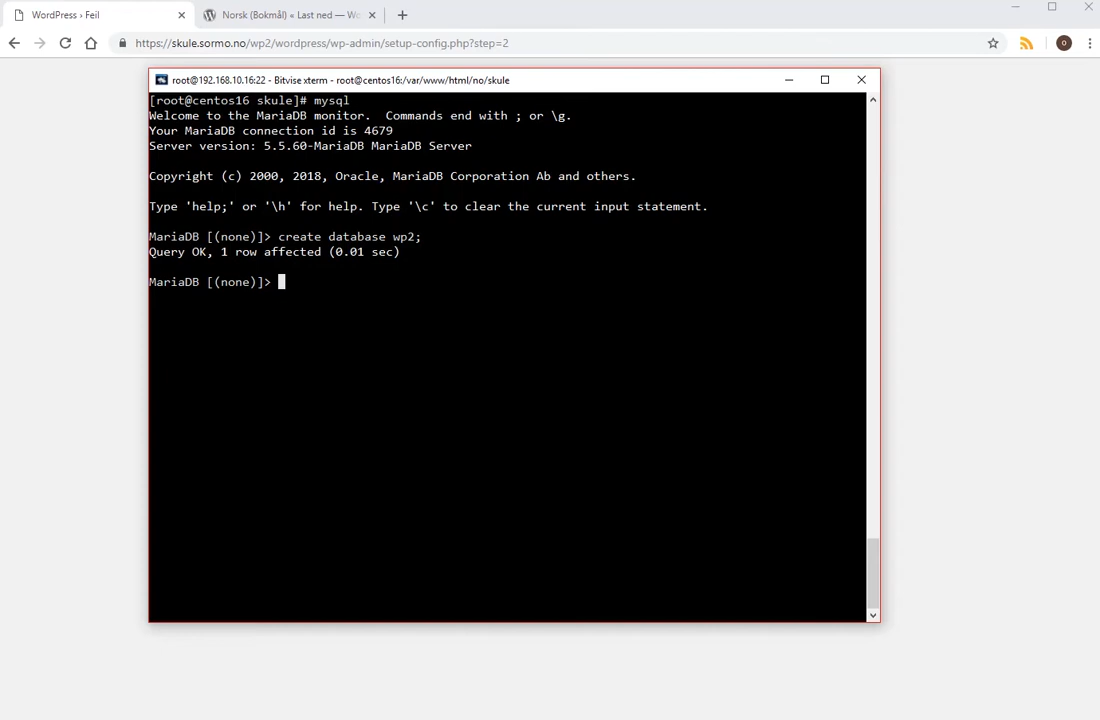 WordPress › Feil
Norsk (Bokmål) « Last ned — Wo
https://skule.sormo.no/wp2/wordpress/wp-admin/setup-config.php?step=2
O
root@192.168.10.16:22 - Bitvise xterm - root@centos16:/var/www/html/no/skule
[root@centos16 skule]# mysql
Welcome to the MariaDB monitor.  Commands end with ; or \g.
Your MariaDB connection id is 4679
Server version: 5.5.60-MariaDB MariaDB Server
Copyright (c) 2000, 2018, Oracle, MariaDB Corporation Ab and others.
Type 'help;' or '\h' for help. Type '\c' to clear the current input statement.
MariaDB [(none)]> create database wp2;
Query OK, 1 row affected (0.01 sec)
MariaDB [(none)]>